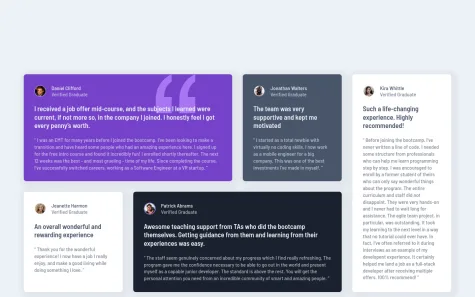 Daniel Clifford
Verified Graduate
I received a job offer mid-course, and the subjects I learned were
current, if not more so, in the company I joined. I honestly feel I got
every penny's worth.
" I was an EMT for many years before I joined the bootcamp. I've been looking to make a
transition and have heard some people who had an amazing experience here. I signed up
for the free intro course and found it incredibly fun! I enrolled shortly thereafter. The next
12 weeks was the best - and most grueling - time of my life. Since completing the course,
I've successfully switched careers, working as a Software Engineer at a VR startup. "
Jonathan Walters
Verified Graduate
The team was very
supportive and kept me
motivated
" I started as a total newbie with
virtually no coding skills. I now work
as a mobile engineer for a big
company. This was one of the best
investments I've made in myself. "
Kira Whittle
Verified Graduate
Such a life-changing
experience. Highly
recommended!
" Before joining the bootcamp, I've
never written a line of code. I needed
some structure from professionals
who can help me learn programming
step by step. I was encouraged to
enroll by a former student of theirs
who can only say wonderful things
about the program. The entire
curriculum and staff did not
disappoint. They were very hands-on
and I never had to wait long for
assistance. The agile team project, in
particular, was outstanding. It took
my learning to the next level in a way
that no tutorial could ever have. In
fact, I've often referred to it during
interviews as an example of my
developent experience. It certainly
helped me land a job as a full-stack
developer after receiving multiple
offers. 100% recommend! "
Jeanette Harmon
Verified Graduate
An overall wonderful and
rewarding experience
" Thank you for the wonderful
experience! I now have a job I really
enjoy, and make a good living while
doing something I love. "
Patrick Abrams
Verified Graduate
Awesome teaching support from TAs who did the bootcamp
themselves. Getting guidance from them and learning from their
experiences was easy.
" The staff seem genuinely concerned about my progress which I find really refreshing. The
program gave me the confidence necessary to be able to go out in the world and present
myself as a capable junior developer. The standard is above the rest. You will get the
personal attention you need from an incredible community of smart and amazing people. "